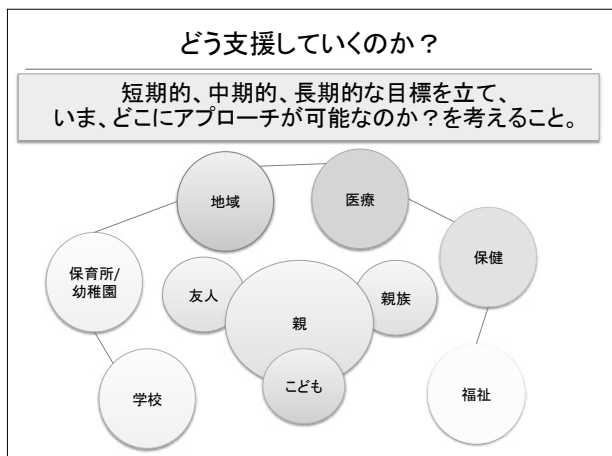 どう支援していくのか？
短期的、中期的、長期的な目標を立て、
いま、どこにアプローチが可能なのか？を考えること。
地域
医療
保育所/
幼稚園
友人
親
親族
保健
こども
学校
福祉